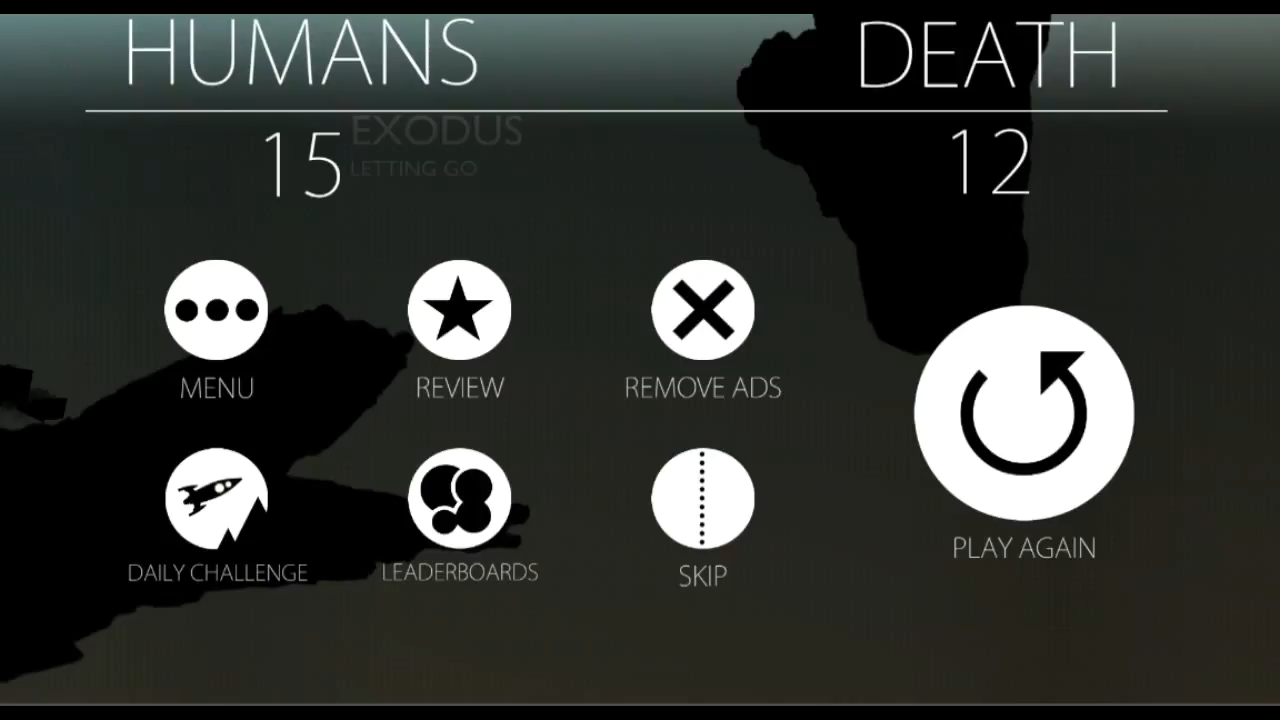 HUMANS DEATH
EXODUS
15 12
LETTING GO
MENU REVIEW REMOVE ADS
DAILY CHALLENGE LEADERBOARDS SKIP
PLAY AGAIN